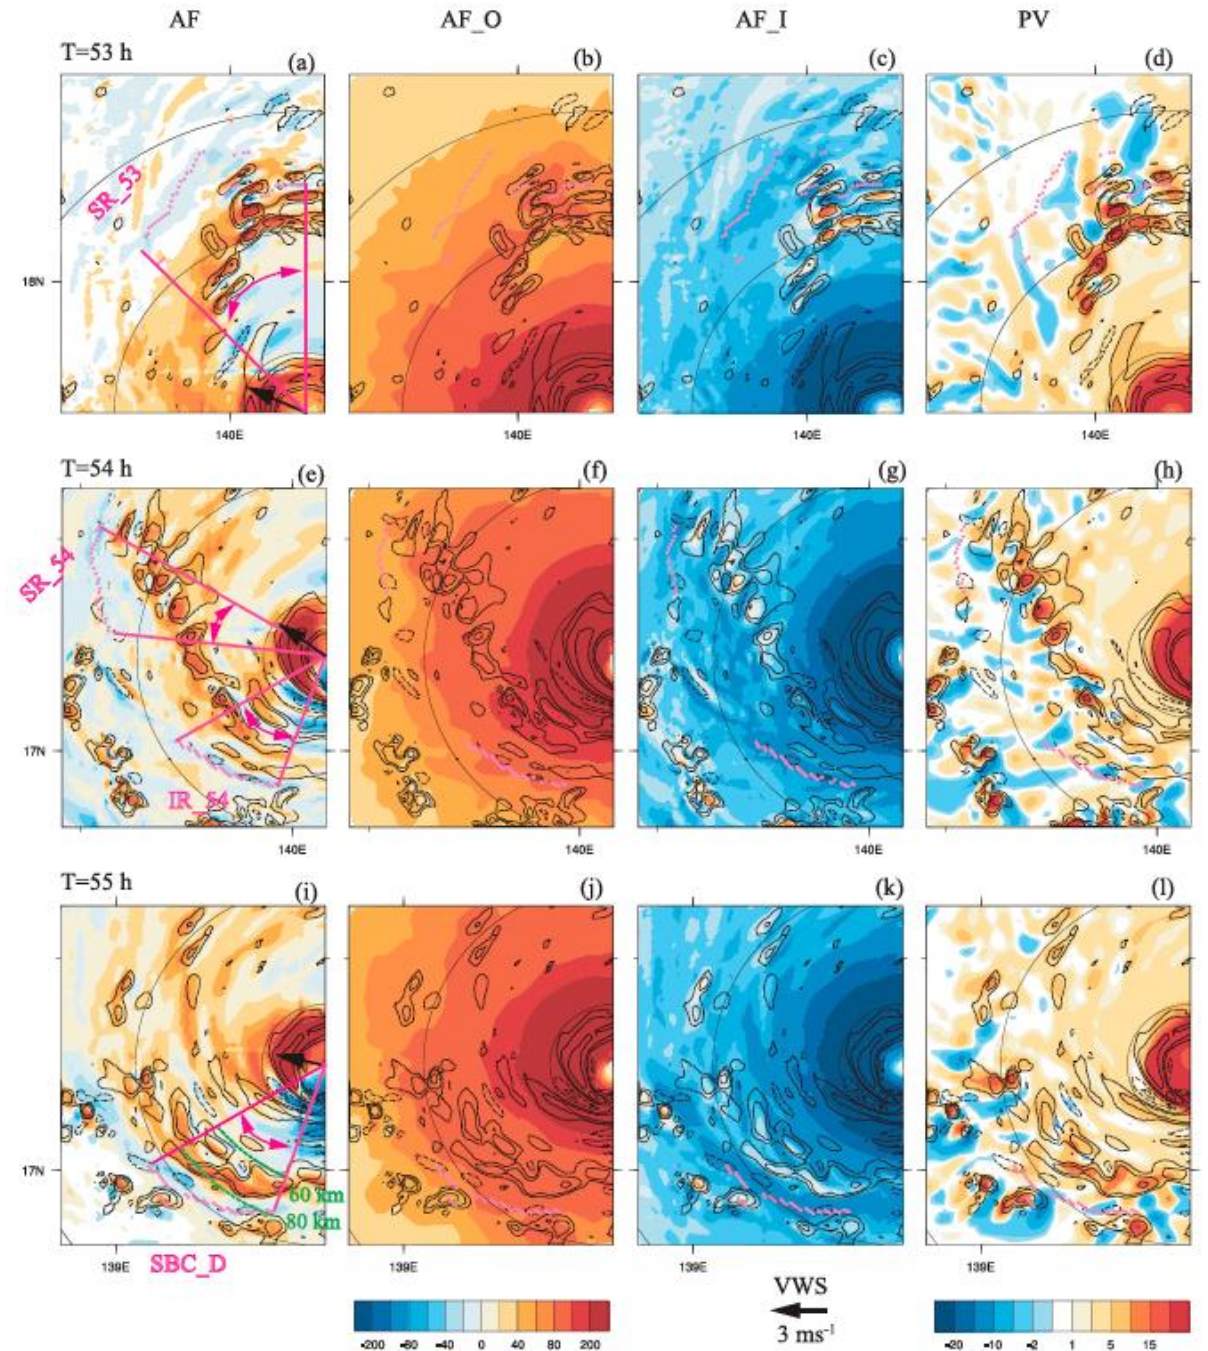 AF AF_O AF_I PV
T=53 h
(a) (b) (c) (d)
SR_53
18N
140E 140E 140E 140E
T=54 h
(e) (f) (g) (h)
SR_54
17N
IR_54
140E 140E 140E 140E
T=55 h
(i) (j) (k) (l)
17N
60 km
80 km
139E 139E 139E 139E
SBC_D
VWS
3 ms⁻¹
-200 -80 -40 0 40 80 200
-20 -10 -2 1 5 15